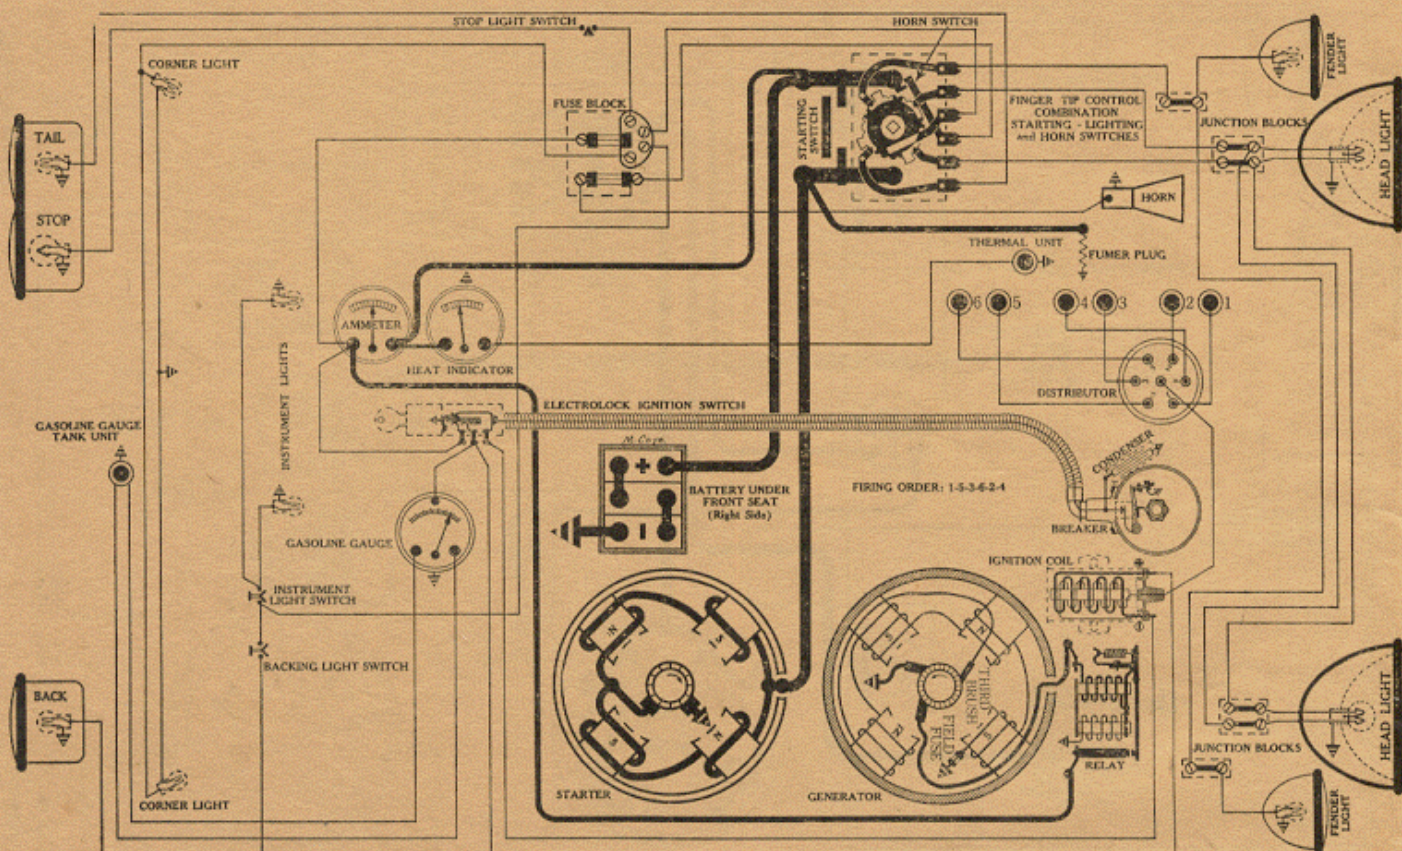 STOP LIGHT SWITCH
HORN SWITCH
FENDER
LIGHT
CORNER LIGHT
FUSE BLOCK
STARTING
SWITCH
FINGER TIP CONTROL
COMBINATION
STARTING - LIGHTING
and HORN SWITCHES
JUNCTION BLOCKS
HEAD LIGHT
TAIL
STOP
HORN
THERMAL UNIT
FUMER PLUG
6
5
4
3
2
1
AMMETER
HEAT INDICATOR
INSTRUMENT LIGHTS
DISTRIBUTOR
ELECTROLOCK IGNITION SWITCH
GASOLINE GAUGE
TANK UNIT
+
BATTERY UNDER
FRONT SEAT
(Right Side)
-
FIRING ORDER: 1-5-3-6-2-4
CONDENSER
BREAKER
GASOLINE GAUGE
IGNITION COIL
INSTRUMENT
LIGHT SWITCH
BACKING LIGHT SWITCH
N
S
S
N
S
N
N
S
THIRD
BRUSH
FIELD
FUSE
BACK
STARTER
GENERATOR
RELAY
JUNCTION BLOCKS
HEAD LIGHT
CORNER LIGHT
FENDER
LIGHT